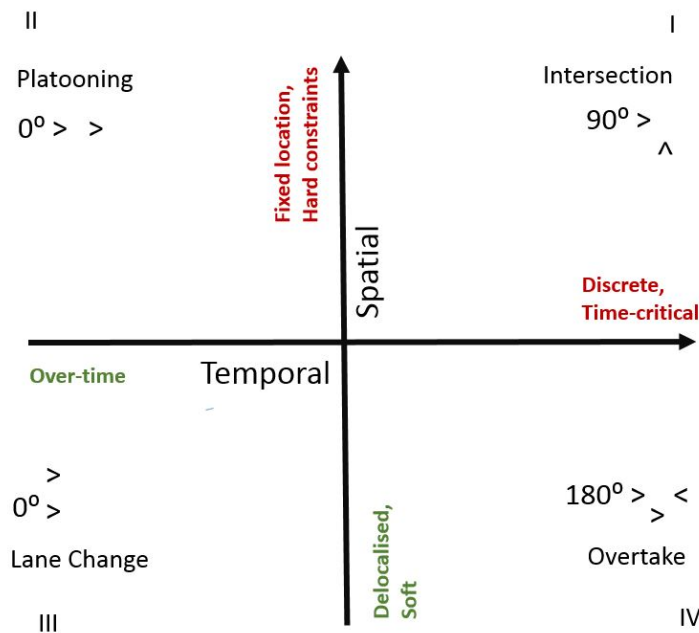 II
I
Platooning
0º > >
Intersection
90º >
^
Fixed location,
Hard constraints
Spatial
Discrete,
Time-critical
Over-time
Temporal
>
0º >
Lane Change
Delocalised,
Soft
180º > <
>
Overtake
III
IV